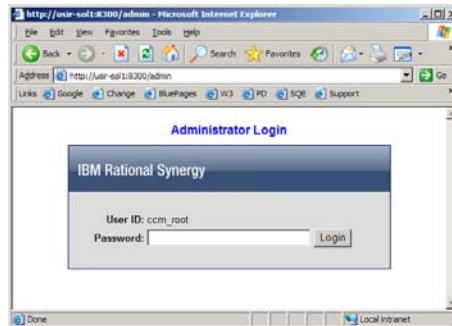 http://usir-sol1:8300/admin - Microsoft Internet Explorer
File Edit View Favorites Tools Help
Back Search Favorites
Address http://usir-sol1:8300/admin Go
Links Google Change BluePages W3 PD SQE Support
Administrator Login
IBM Rational Synergy
User ID: ccm_root
Password: Login
Done Local intranet